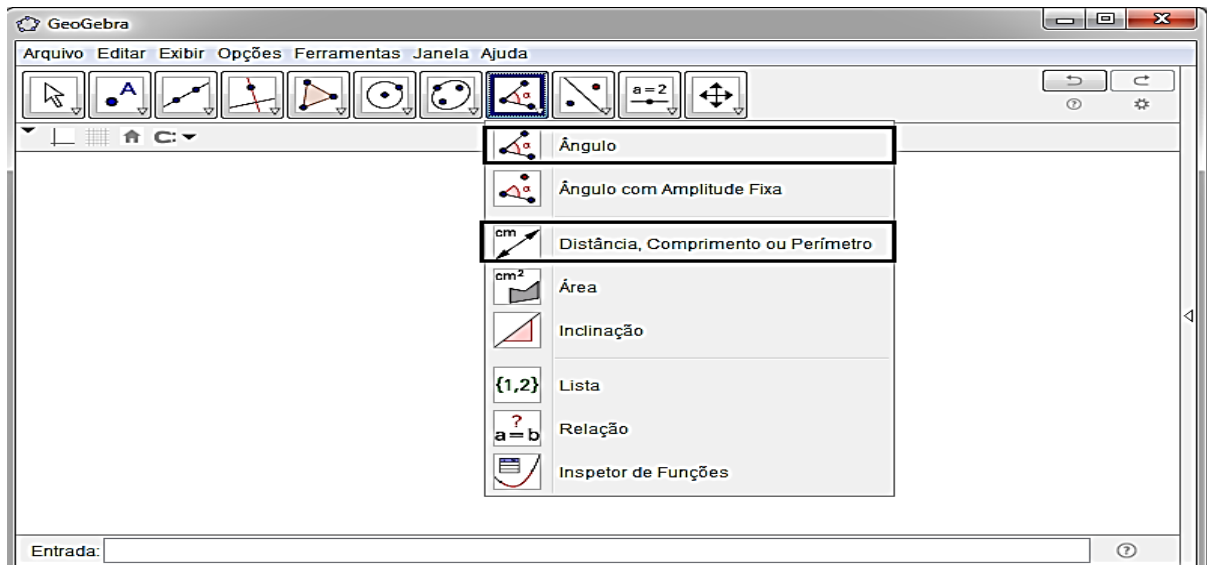 GeoGebra
Arquivo Editar Exibir Opções Ferramentas Janela Ajuda
A
α
a=2
α Ângulo
α Ângulo com Amplitude Fixa
cm Distância, Comprimento ou Perímetro
cm² Área
Inclinação
{1,2} Lista
? a=b Relação
Inspetor de Funções
Entrada: